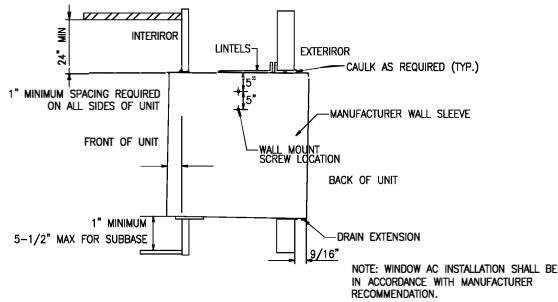 INTERIROR
LINTELS
EXTERIROR
24" MIN
CAULK AS REQUIRED (TYP.)
5"
5"
1" MINIMUM SPACING REQUIRED
ON ALL SIDES OF UNIT
MANUFACTURER WALL SLEEVE
FRONT OF UNIT
WALL MOUNT
SCREW LOCATION
BACK OF UNIT
1" MINIMUM
5-1/2" MAX FOR SUBBASE
DRAIN EXTENSION
9/16"
NOTE: WINDOW AC INSTALLATION SHALL BE
IN ACCORDANCE WITH MANUFACTURER
RECOMMENDATION.